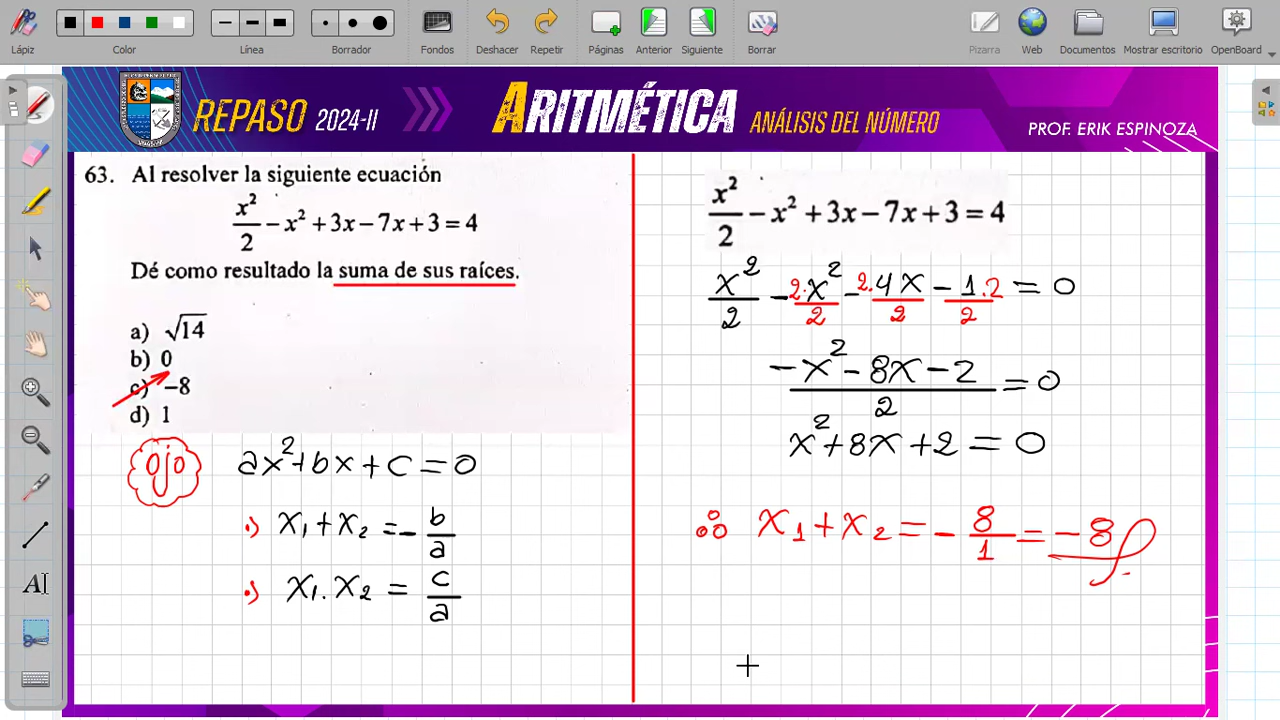 Lápiz Color Línea Borrador Fondos Deshacer Repetir Páginas Anterior Siguiente Borrar Pizarra Web Documentos Mostrar escritorio OpenBoard
REPASO 2024-II
ARITMÉTICA ANÁLISIS DEL NÚMERO
PROF. ERIK ESPINOZA
63. Al resolver la siguiente ecuación
x²/2 − x² + 3x − 7x + 3 = 4
Dé como resultado la suma de sus raíces.
a) √14
b) 0
c) −8
d) 1
Ojo
ax² + bx + c = 0
·) x₁ + x₂ = − b/a
·) x₁ . x₂ = c/a
x²/2 − x² + 3x − 7x + 3 = 4
x²/2 − 2·x²/2 − 2.4x/2 − 1.2/2 = 0
−x² − 8x − 2 / 2 = 0
x² + 8x + 2 = 0
∴ x₁ + x₂ = − 8/1 = −8
AI